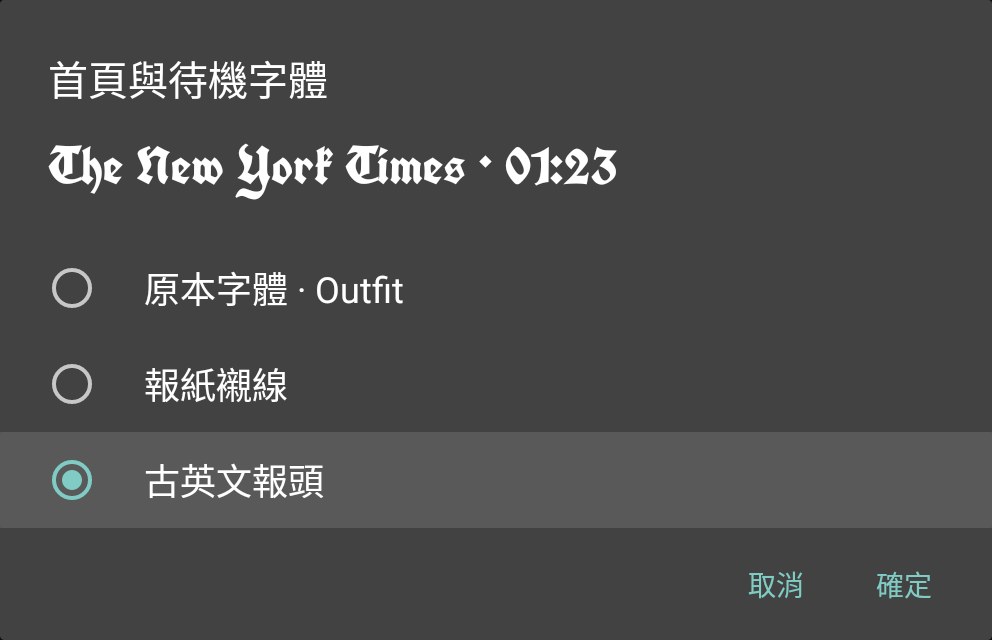 首頁與待機字體
The New York Times · 01:23
原本字體 · Outfit
報紙襯線
古英文報頭
取消 確定